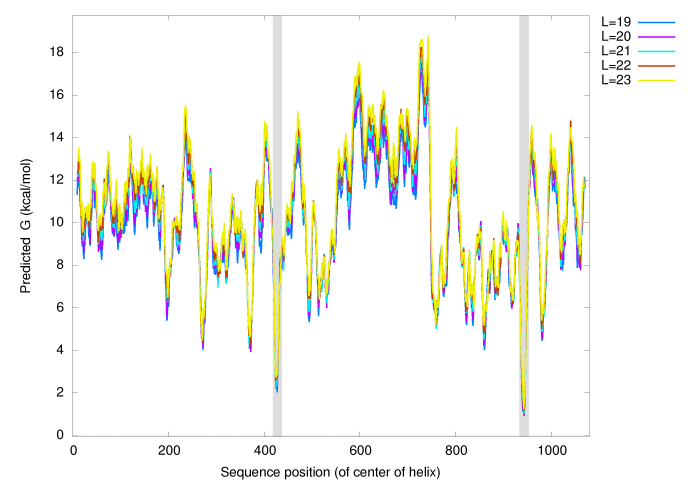 L=19
L=20
L=21
L=22
L=23
18
16
14
12
10
8
6
4
2
0
Predicted G (kcal/mol)
0 200 400 600 800 1000
Sequence position (of center of helix)